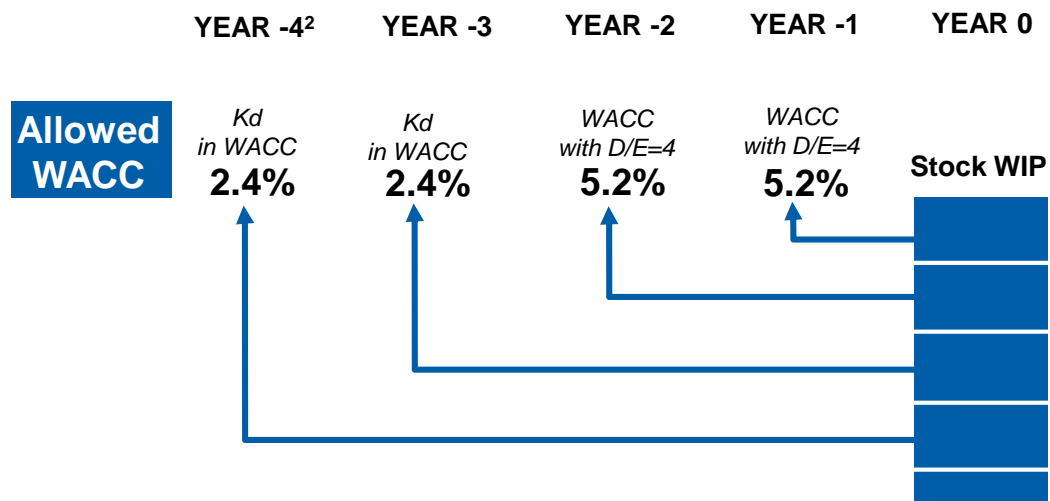 YEAR -4² YEAR -3 YEAR -2 YEAR -1 YEAR 0
Allowed
WACC
Kd
in WACC
2.4%
Kd
in WACC
2.4%
WACC
with D/E=4
5.2%
WACC
with D/E=4
5.2%
Stock WIP